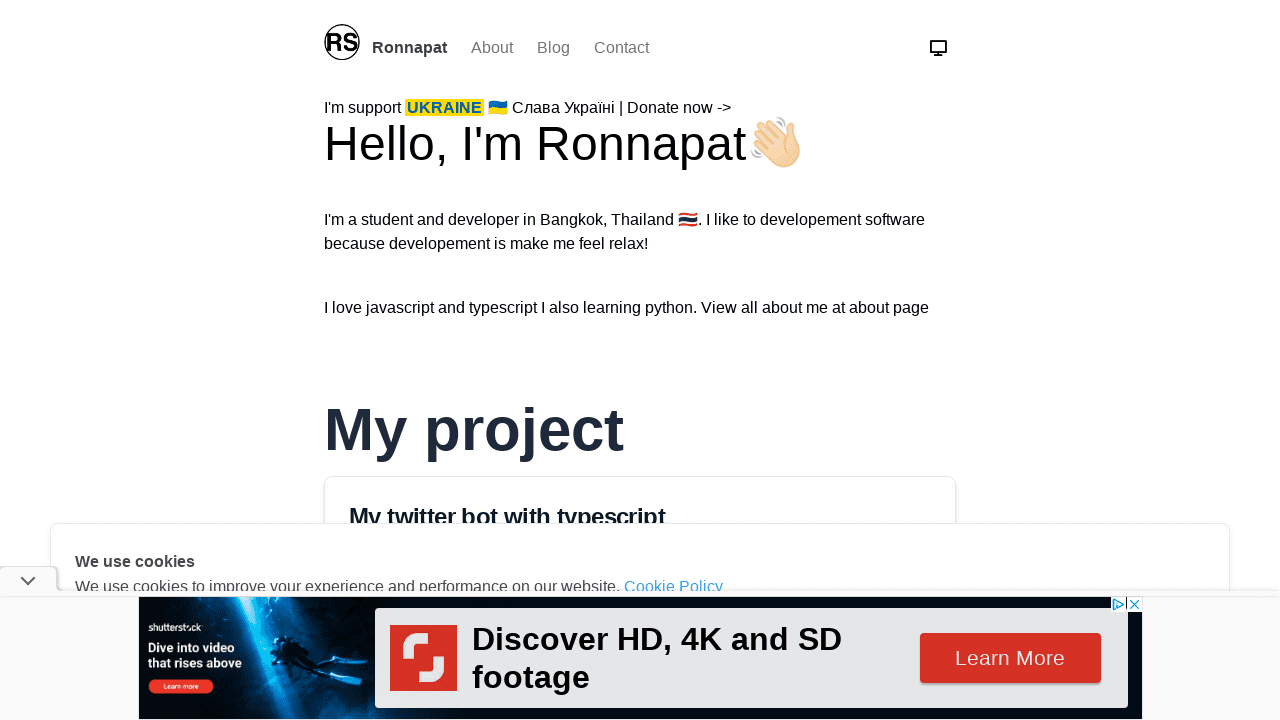 RS
Ronnapat About Blog Contact
I'm support UKRAINE 🇺🇦 Слава Україні | Donate now ->
Hello, I'm Ronnapat👋🏻
I'm a student and developer in Bangkok, Thailand 🇹🇭. I like to developement software
because developement is make me feel relax!
I love javascript and typescript I also learning python. View all about me at about page
My project
My twitter bot with typescript
We use cookies
We use cookies to improve your experience and performance on our website. Cookie Policy
shutterstock
Dive into video
that rises above
Learn more
Discover HD, 4K and SD
footage
Learn More